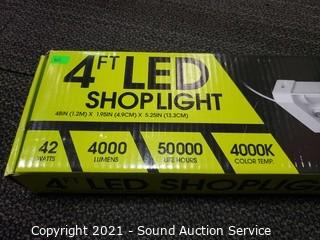 4FT LED
SHOPLIGHT
48IN (1.2M) X 1.95IN (4.9CM) X 5.25IN (13.3CM)
42 4000 50000 4000K
WATTS LUMENS LIFE HOURS COLOR TEMP.
4FT LED SHOPLIGH
Copyright 2021 - Sound Auction Service